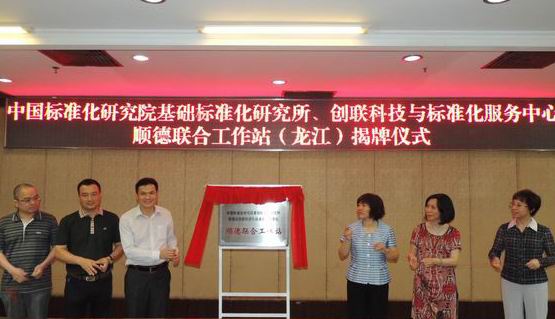 中国标准化研究院基础标准化研究所、创联科技与标准化服务中心
顺德联合工作站（龙江）揭牌仪式
顺德联合工作站